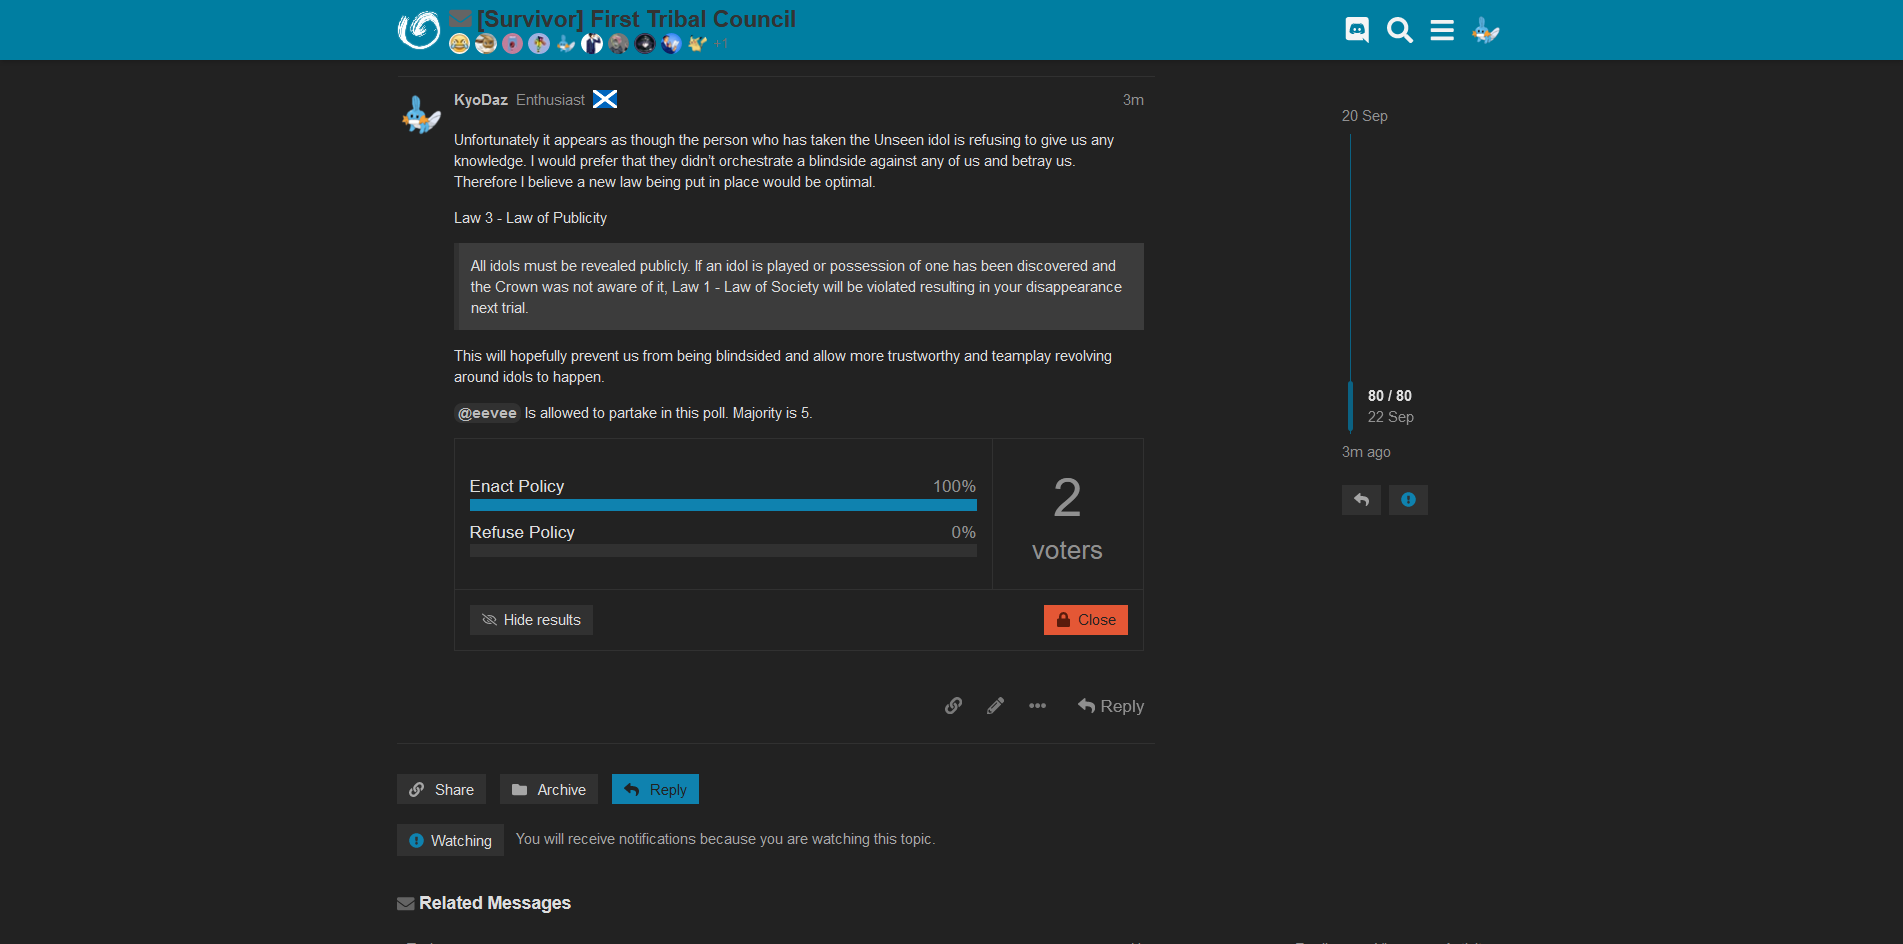 [Survivor] First Tribal Council
+1
KyoDaz Enthusiast 3m
Unfortunately it appears as though the person who has taken the Unseen idol is refusing to give us any
knowledge. I would prefer that they didn't orchestrate a blindside against any of us and betray us.
Therefore I believe a new law being put in place would be optimal.
Law 3 - Law of Publicity
All idols must be revealed publicly. If an idol is played or possession of one has been discovered and
the Crown was not aware of it, Law 1 - Law of Society will be violated resulting in your disappearance
next trial.
This will hopefully prevent us from being blindsided and allow more trustworthy and teamplay revolving
around idols to happen.
@eevee Is allowed to partake in this poll. Majority is 5.
Enact Policy 100%
Refuse Policy 0%
2
voters
Hide results
Close
Reply
20 Sep
80 / 80
22 Sep
3m ago
Share
Archive
Reply
Watching
You will receive notifications because you are watching this topic.
Related Messages